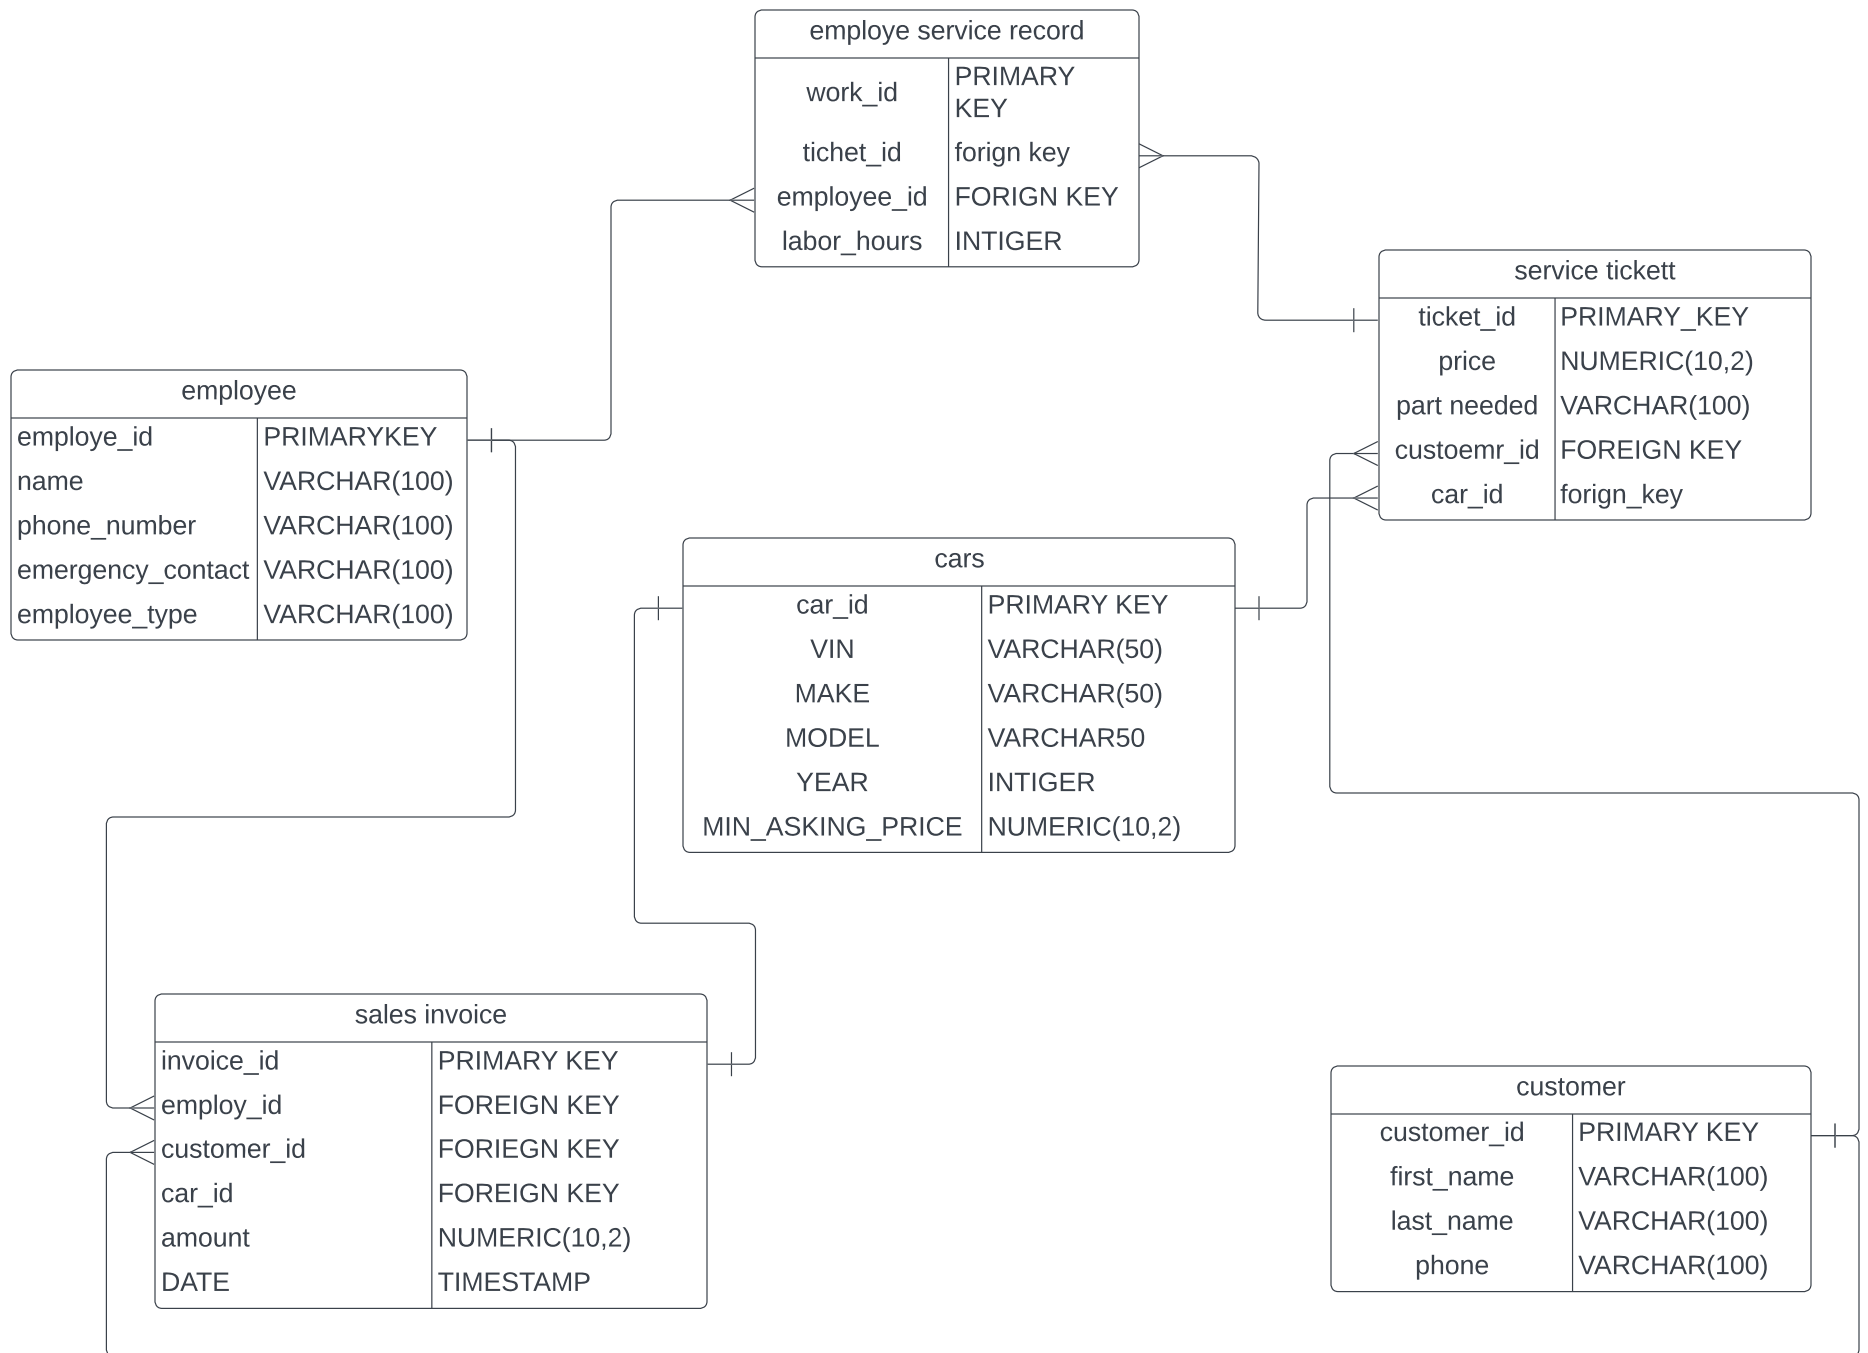 employe service record
work_id PRIMARY
KEY
tichet_id forign key
employee_id FORIGN KEY
labor_hours INTIGER
service tickett
ticket_id PRIMARY_KEY
price NUMERIC(10,2)
part needed VARCHAR(100)
custoemr_id FOREIGN KEY
car_id forign_key
employee
employe_id PRIMARYKEY
name VARCHAR(100)
phone_number VARCHAR(100)
emergency_contact VARCHAR(100)
employee_type VARCHAR(100)
cars
car_id PRIMARY KEY
VIN VARCHAR(50)
MAKE VARCHAR(50)
MODEL VARCHAR50
YEAR INTIGER
MIN_ASKING_PRICE NUMERIC(10,2)
sales invoice
invoice_id PRIMARY KEY
employ_id FOREIGN KEY
customer_id FORIEGN KEY
car_id FOREIGN KEY
amount NUMERIC(10,2)
DATE TIMESTAMP
customer
customer_id PRIMARY KEY
first_name VARCHAR(100)
last_name VARCHAR(100)
phone VARCHAR(100)